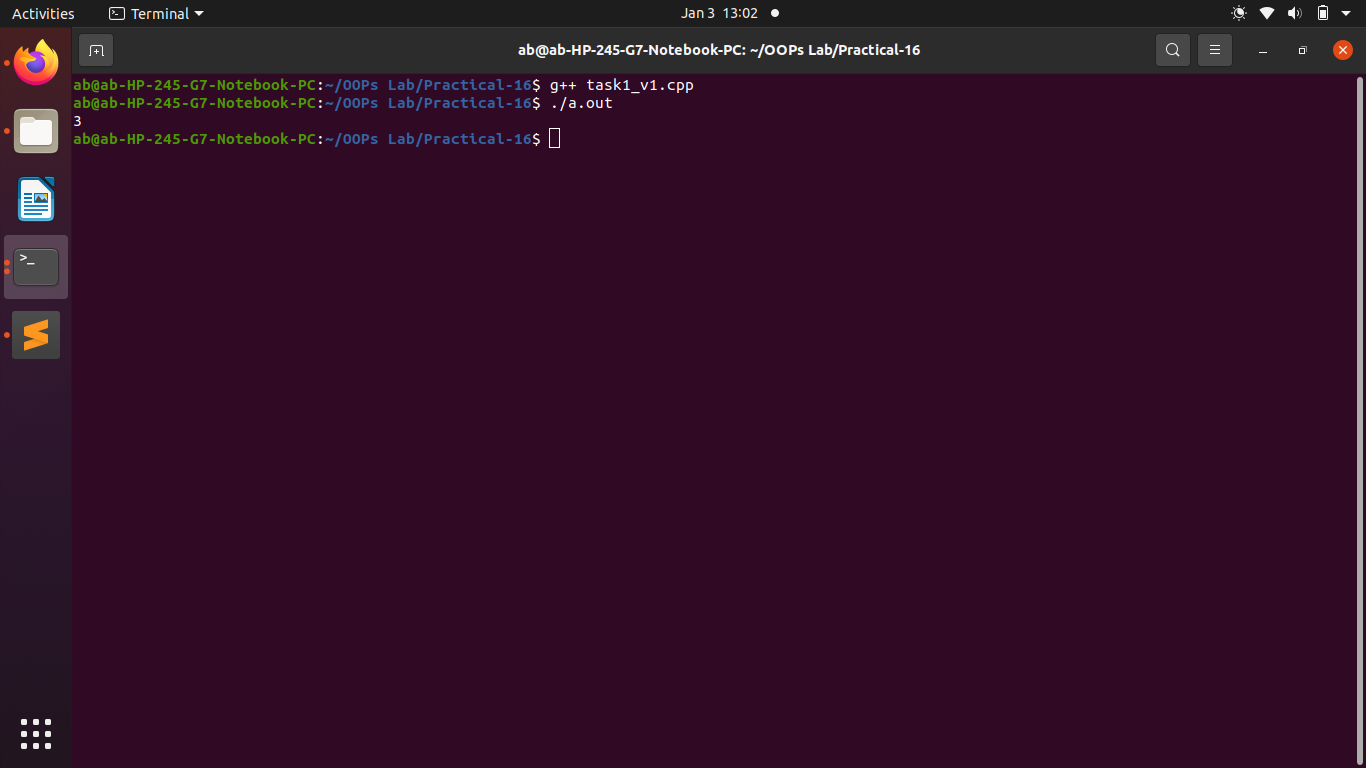 Activities
Terminal
Jan 3 13:02
ab@ab-HP-245-G7-Notebook-PC: ~/OOPs Lab/Practical-16
ab@ab-HP-245-G7-Notebook-PC:~/OOPs Lab/Practical-16$ g++ task1_v1.cpp
ab@ab-HP-245-G7-Notebook-PC:~/OOPs Lab/Practical-16$ ./a.out
3
ab@ab-HP-245-G7-Notebook-PC:~/OOPs Lab/Practical-16$